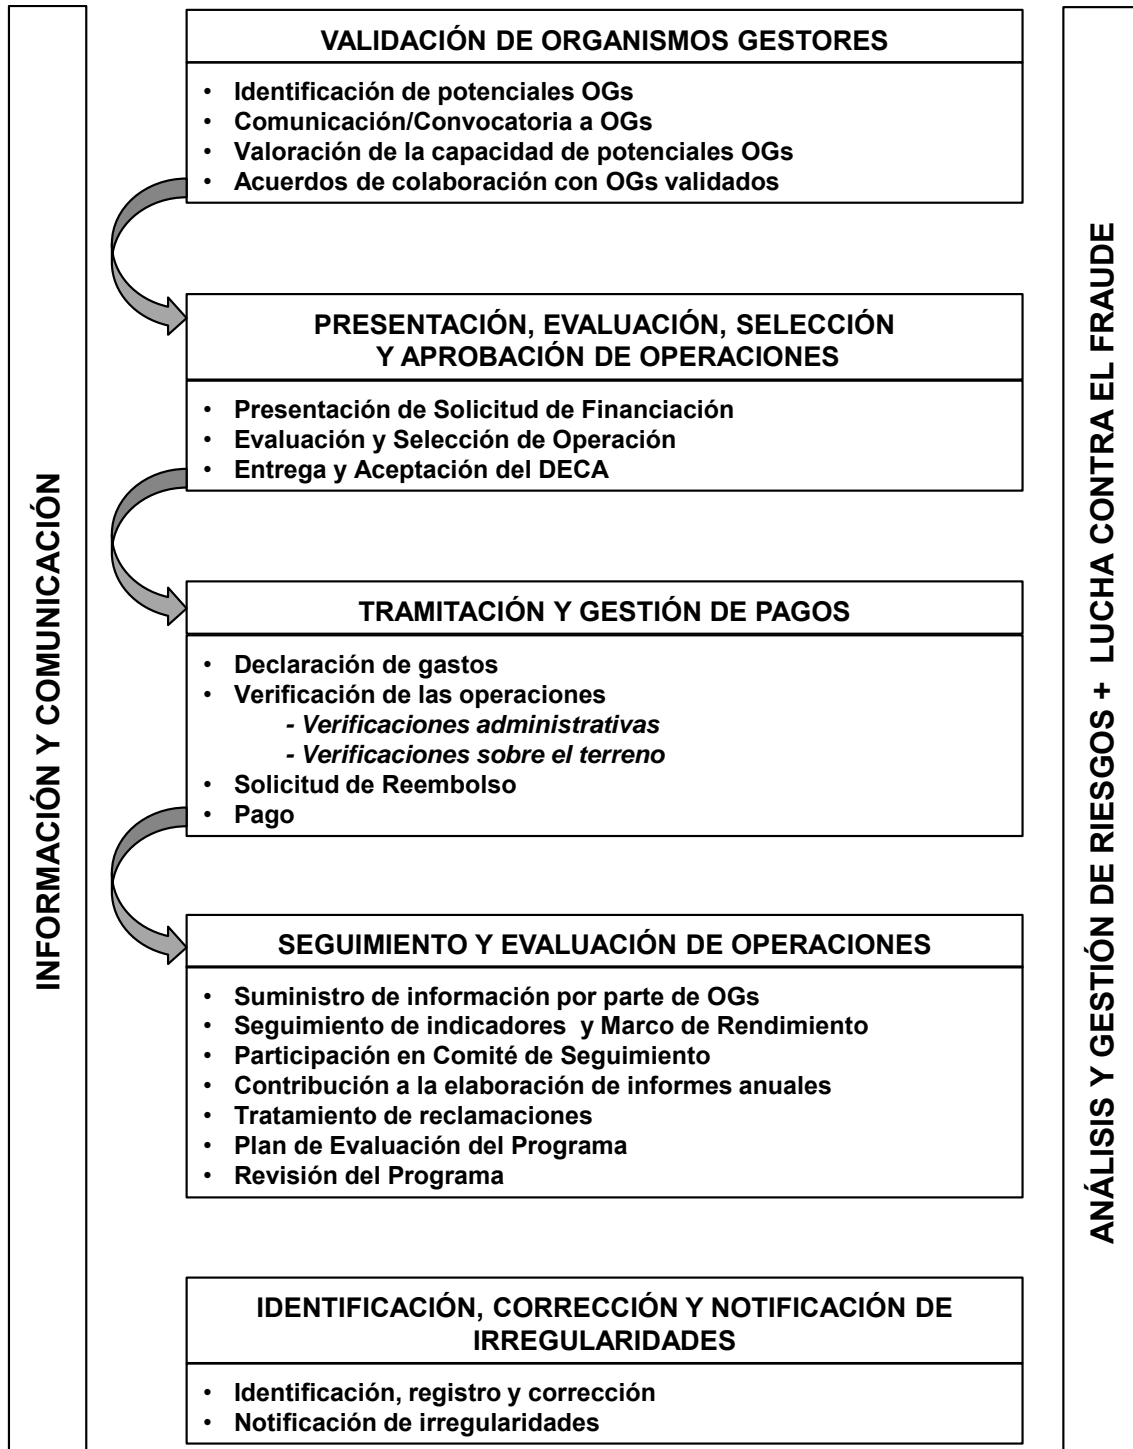 INFORMACIÓN Y COMUNICACIÓN
VALIDACIÓN DE ORGANISMOS GESTORES
• Identificación de potenciales OGs
• Comunicación/Convocatoria a OGs
• Valoración de la capacidad de potenciales OGs
• Acuerdos de colaboración con OGs validados
PRESENTACIÓN, EVALUACIÓN, SELECCIÓN
Y APROBACIÓN DE OPERACIONES
• Presentación de Solicitud de Financiación
• Evaluación y Selección de Operación
• Entrega y Aceptación del DECA
TRAMITACIÓN Y GESTIÓN DE PAGOS
• Declaración de gastos
• Verificación de las operaciones
- Verificaciones administrativas
- Verificaciones sobre el terreno
• Solicitud de Reembolso
• Pago
SEGUIMIENTO Y EVALUACIÓN DE OPERACIONES
• Suministro de información por parte de OGs
• Seguimiento de indicadores y Marco de Rendimiento
• Participación en Comité de Seguimiento
• Contribución a la elaboración de informes anuales
• Tratamiento de reclamaciones
• Plan de Evaluación del Programa
• Revisión del Programa
IDENTIFICACIÓN, CORRECCIÓN Y NOTIFICACIÓN DE
IRREGULARIDADES
• Identificación, registro y corrección
• Notificación de irregularidades
ANÁLISIS Y GESTIÓN DE RIESGOS + LUCHA CONTRA EL FRAUDE